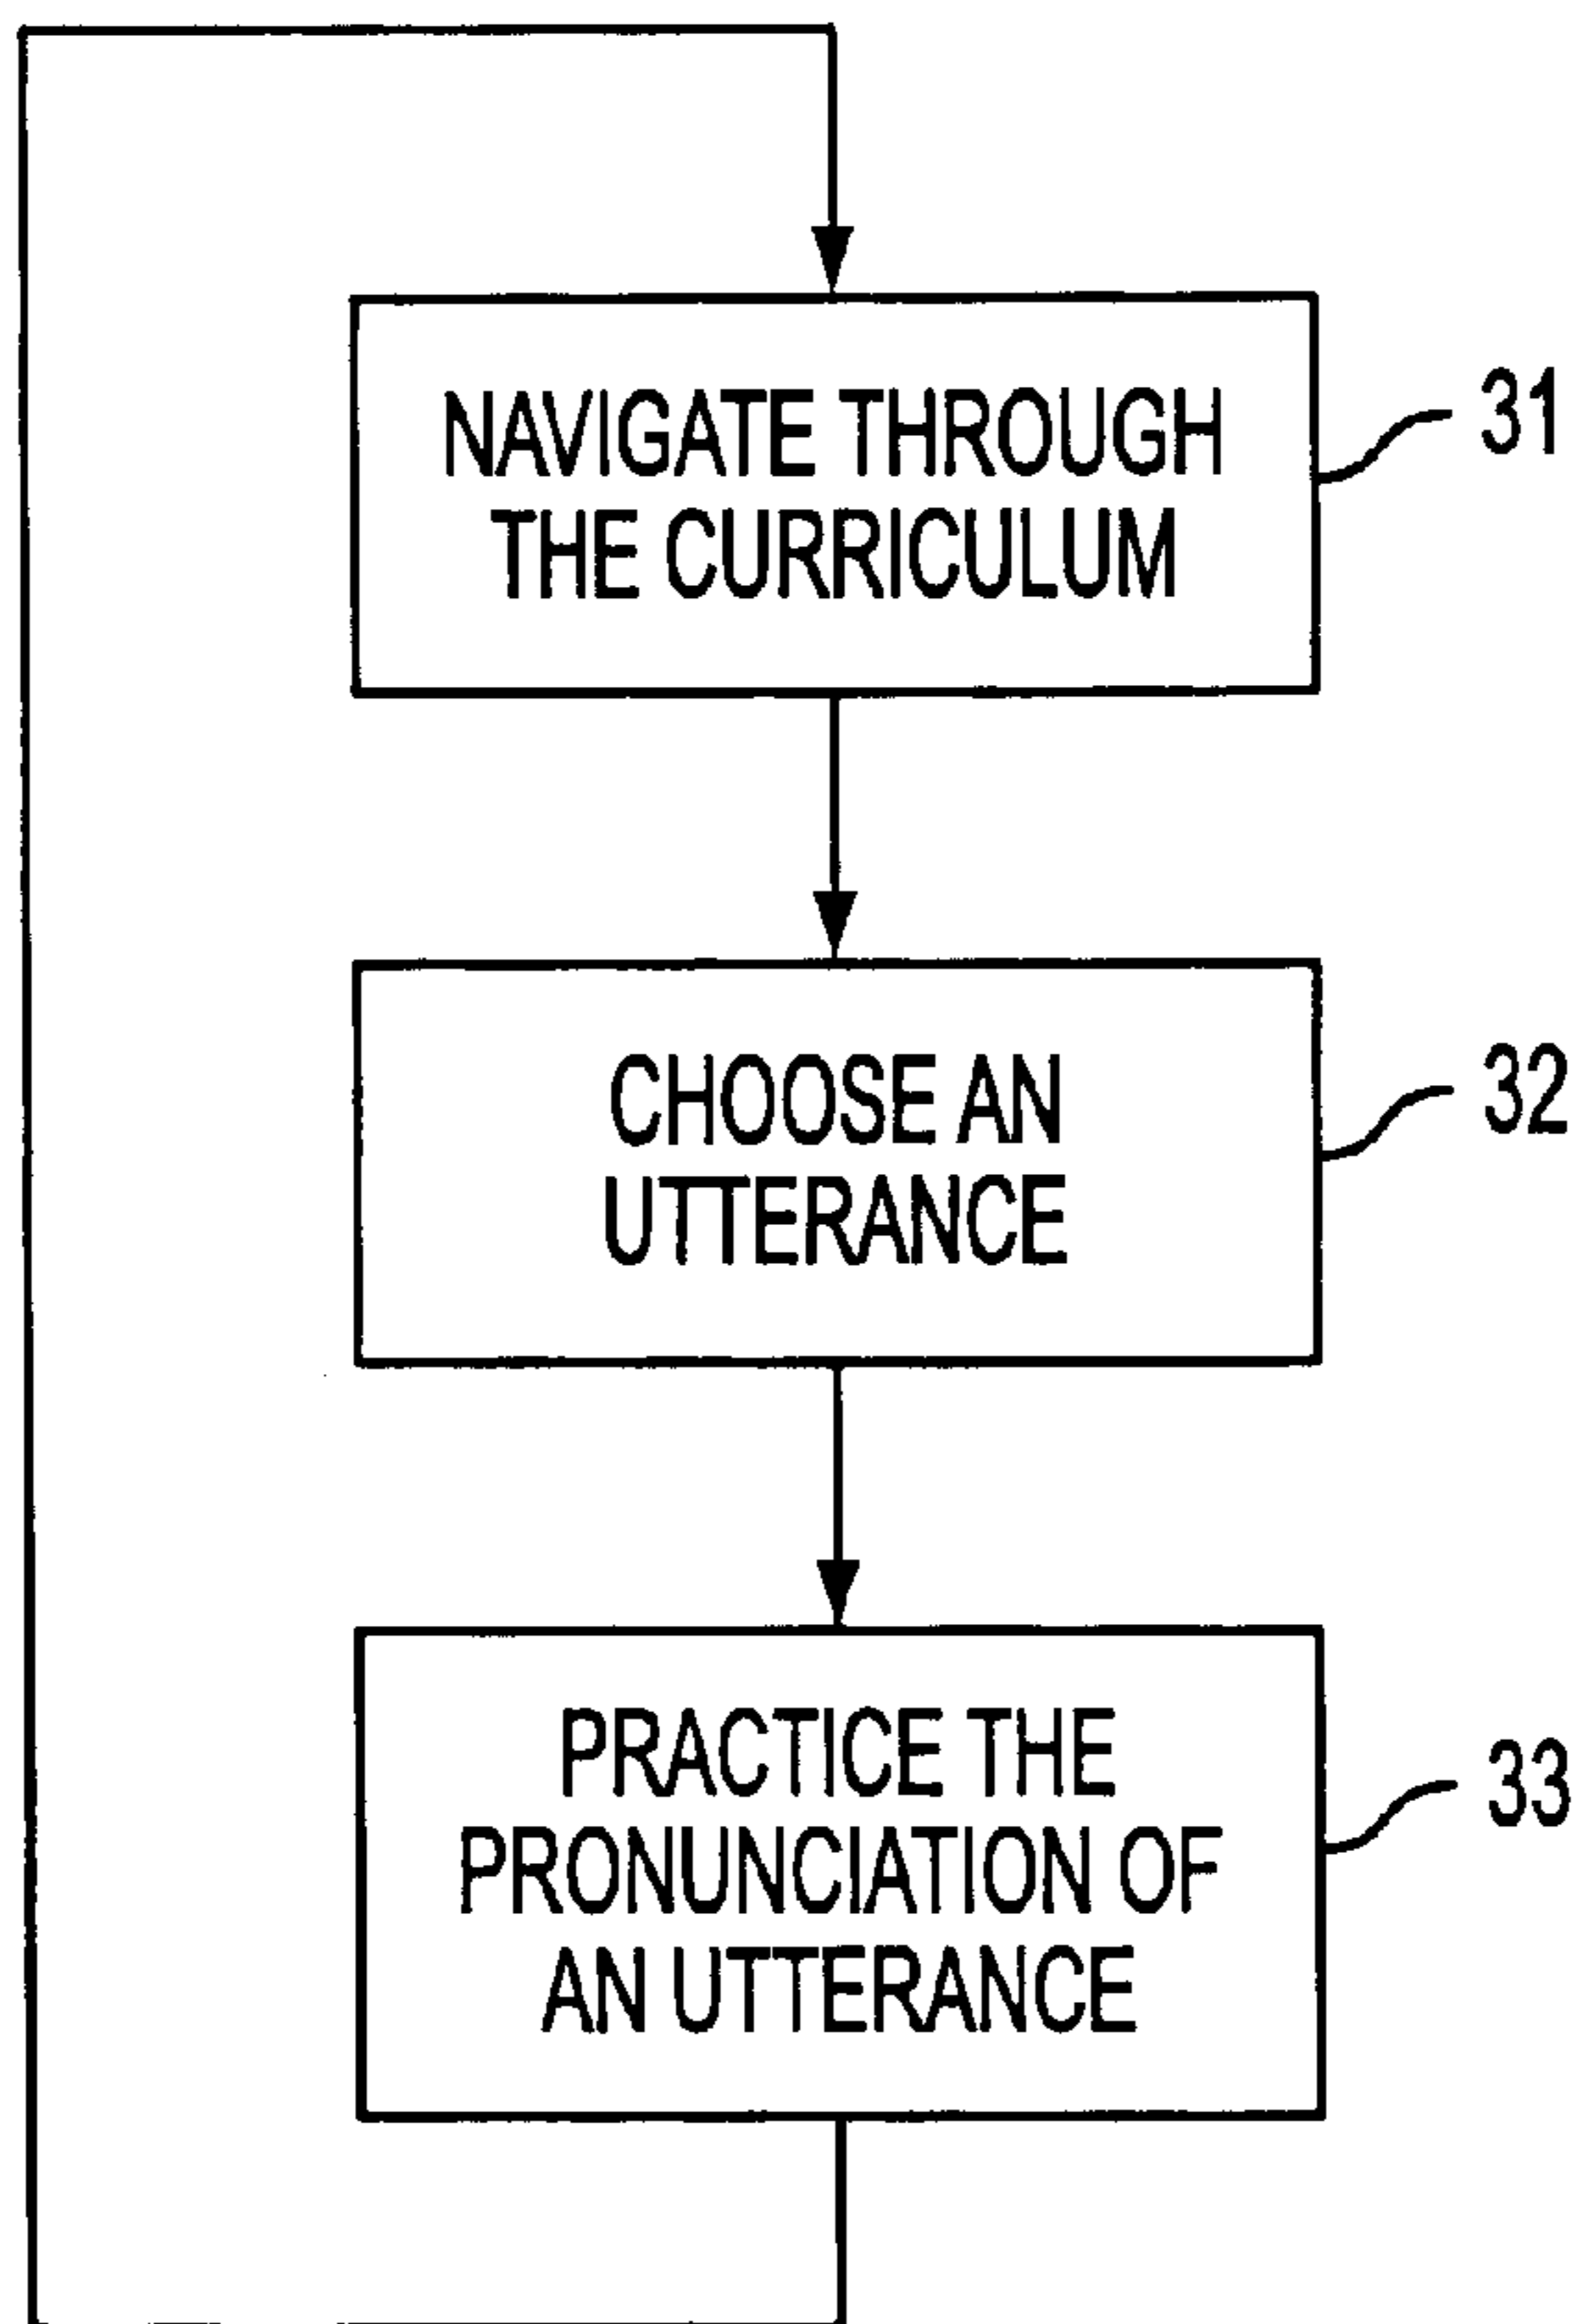 NAVIGATE THROUGH
THE CURRICULUM
31
CHOOSE AN
UTTERANCE
32
PRACTICE THE
PRONUNCIATION OF
AN UTTERANCE
33